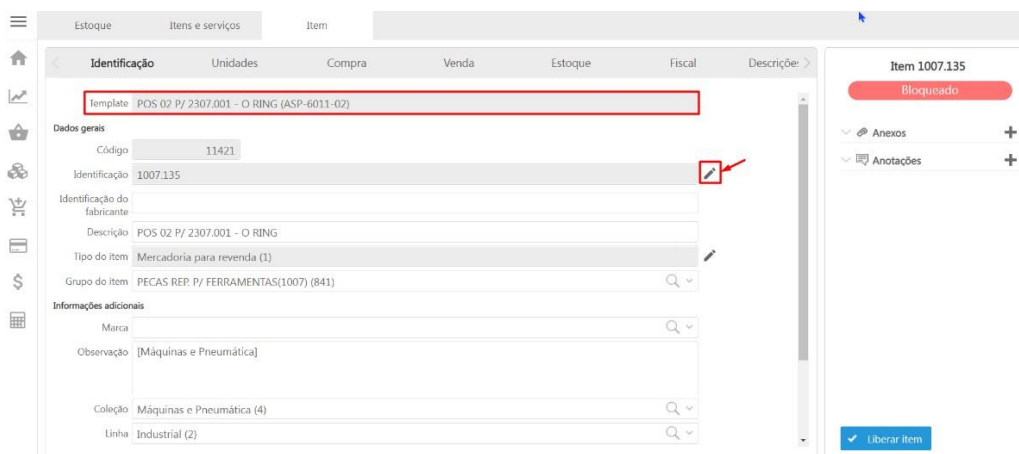 Estoque Itens e serviços Item
Identificação Unidades Compra Venda Estoque Fiscal Descrições
Template POS 02 P/ 2307.001 - O RING (ASP-6011-02)
Dados gerais
Código 11421
Identificação 1007.135
Identificação do
fabricante
Descrição POS 02 P/ 2307.001 - O RING
Tipo do item Mercadoria para revenda (1)
Grupo do item PECAS REP. P/ FERRAMENTAS(1007) (841)
Informações adicionais
Marca
Observação [Máquinas e Pneumática]
Coleção Máquinas e Pneumática (4)
Linha Industrial (2)
Item 1007.135
Bloqueado
Anexos
Anotações
Liberar item